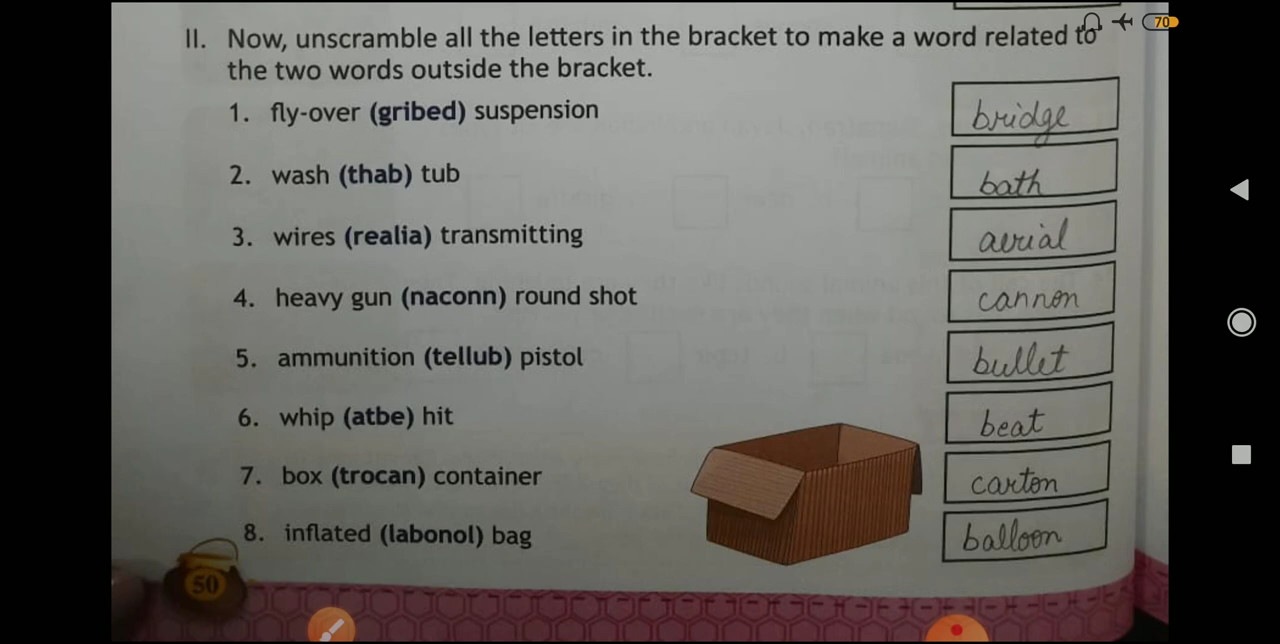 70
II. Now, unscramble all the letters in the bracket to make a word related to
the two words outside the bracket.
1. fly-over (gribed) suspension bridge
2. wash (thab) tub bath
3. wires (realia) transmitting aerial
4. heavy gun (naconn) round shot cannon
5. ammunition (tellub) pistol bullet
6. whip (atbe) hit beat
7. box (trocan) container carton
8. inflated (labonol) bag balloon
50